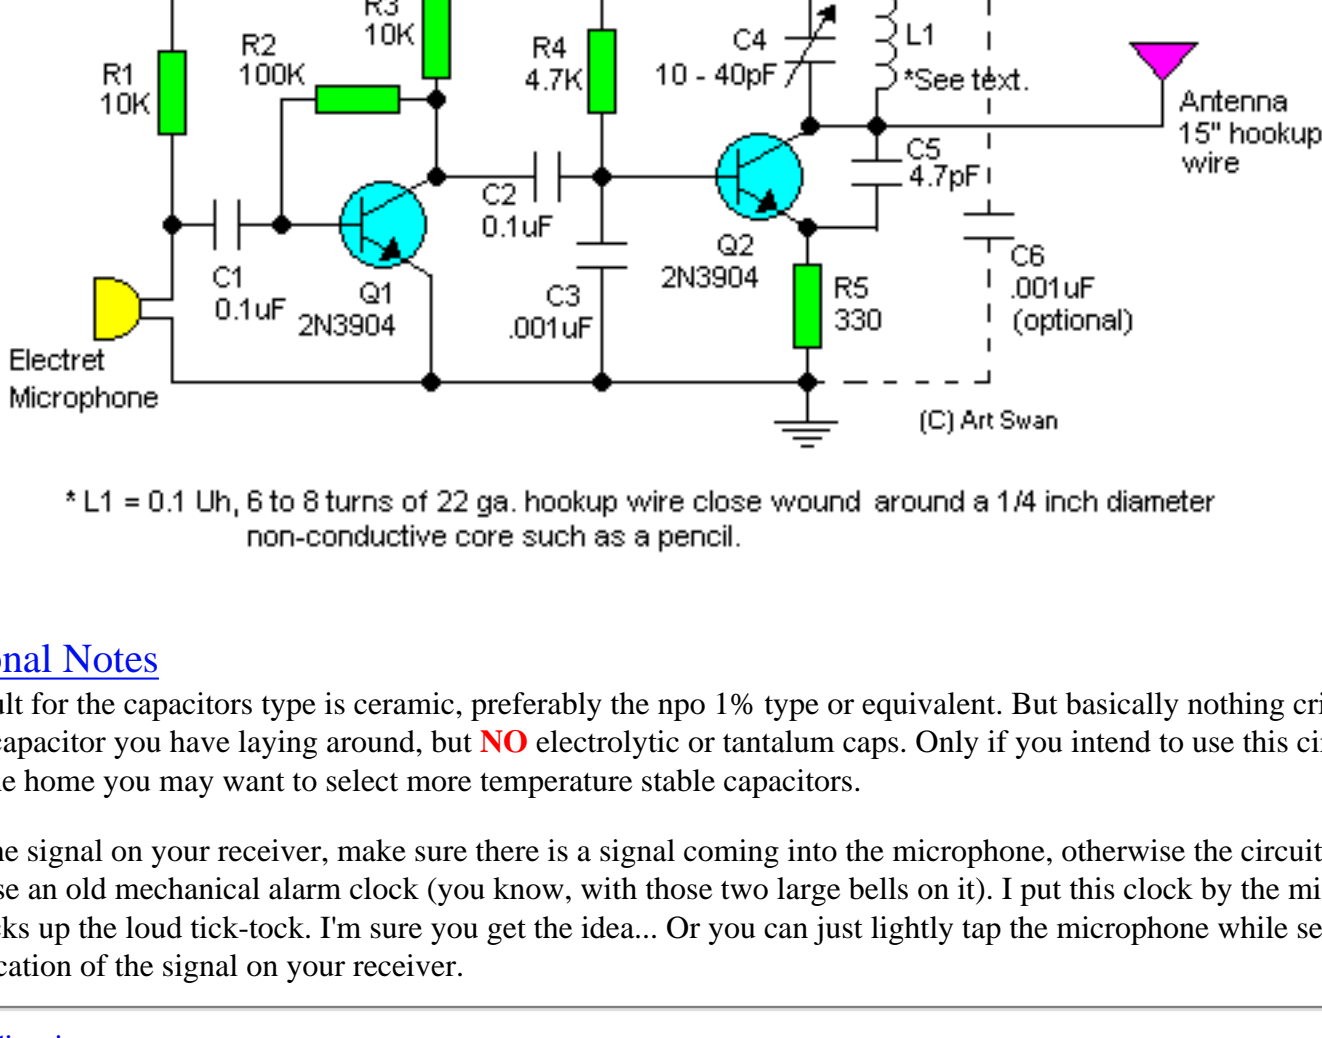 R3
10K
R2
100K
R1
10K
R4
4.7K
C4
10 - 40pF
L1
*See text.
Antenna
15" hookup
wire
C5
4.7pF
C2
0.1uF
Q2
2N3904
C6
.001uF
(optional)
C1
0.1uF
Q1
2N3904
C3
.001uF
R5
330
Electret
Microphone
(C) Art Swan
* L1 = 0.1 Uh, 6 to 8 turns of 22 ga. hookup wire close wound around a 1/4 inch diameter
non-conductive core such as a pencil.
onal Notes
ult for the capacitors type is ceramic, preferably the npo 1% type or equivalent. But basically nothing cri
capacitor you have laying around, but NO electrolytic or tantalum caps. Only if you intend to use this ci
e home you may want to select more temperature stable capacitors.
ne signal on your receiver, make sure there is a signal coming into the microphone, otherwise the circuit
se an old mechanical alarm clock (you know, with those two large bells on it). I put this clock by the mi
cks up the loud tick-tock. I'm sure you get the idea... Or you can just lightly tap the microphone while se
cation of the signal on your receiver.